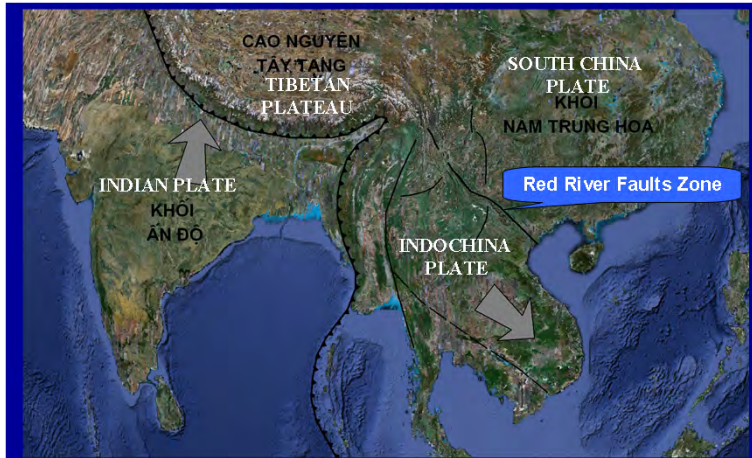 CAO NGUYÊN
TÂY TANG
TIBETAN
PLATEAU
SOUTH CHINA
PLATE
KHỐI
NAM TRUNG HOA
INDIAN PLATE
KHỐI
ẤN ĐỘ
Red River Faults Zone
INDOCHINA
PLATE